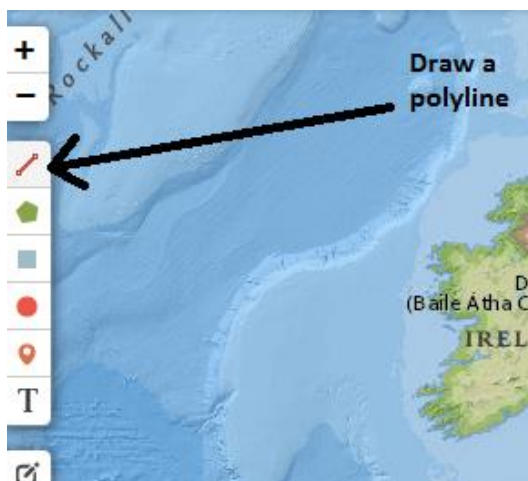 +
Rockall
−
Draw a
polyline
D
(Baile Átha C
IREL
T